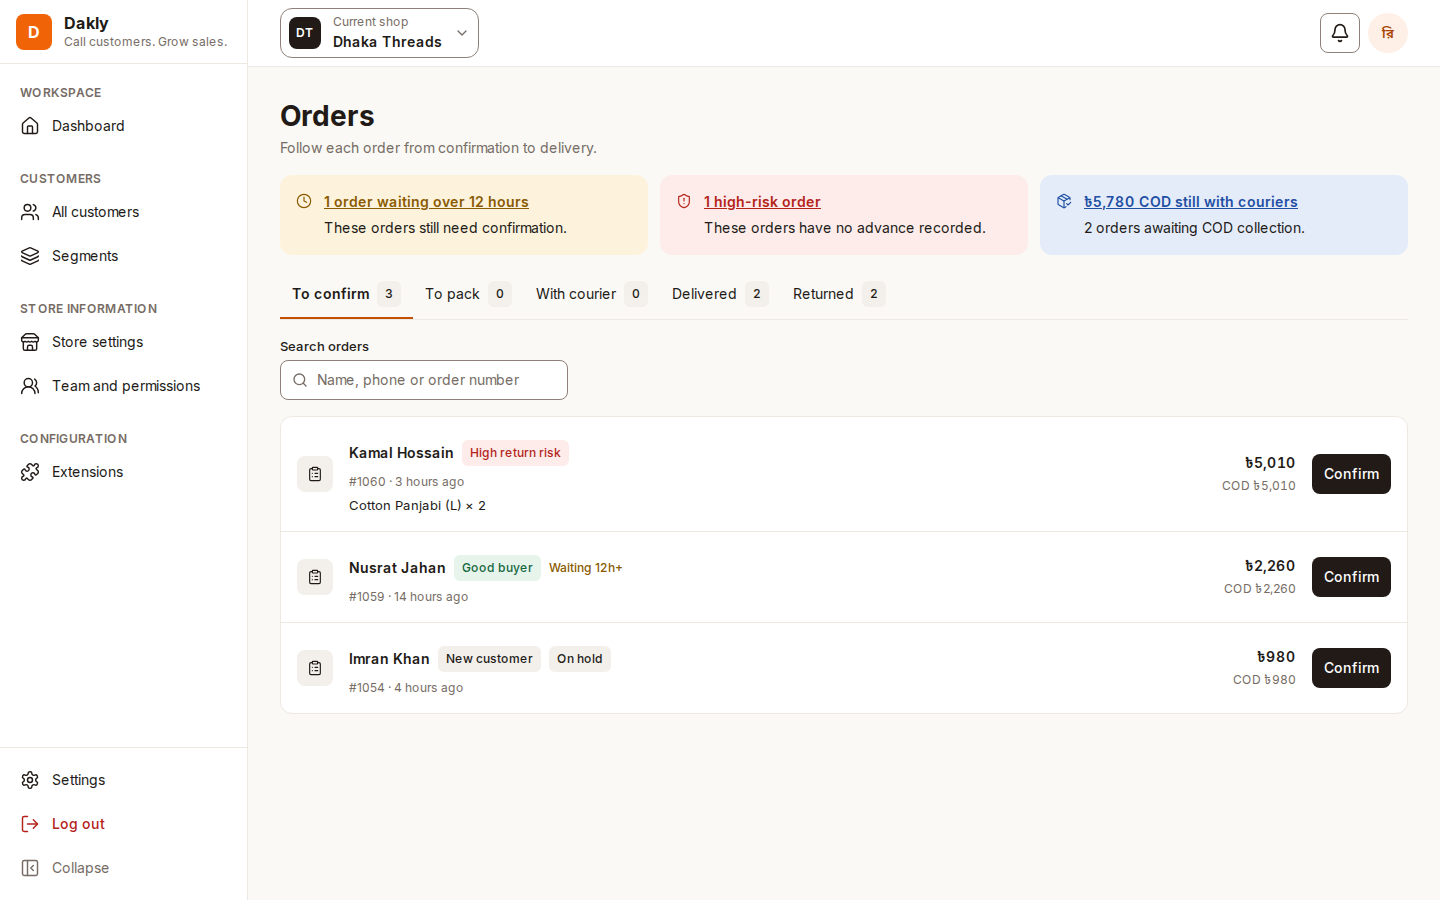 D
Dakly
Call customers. Grow sales.
DT
Current shop
Dhaka Threads
রি
WORKSPACE
Dashboard
CUSTOMERS
All customers
Segments
STORE INFORMATION
Store settings
Team and permissions
CONFIGURATION
Extensions
Settings
Log out
Collapse
Orders
Follow each order from confirmation to delivery.
1 order waiting over 12 hours
These orders still need confirmation.
1 high-risk order
These orders have no advance recorded.
৳5,780 COD still with couriers
2 orders awaiting COD collection.
To confirm 3 To pack 0 With courier 0 Delivered 2 Returned 2
Search orders
Name, phone or order number
Kamal Hossain High return risk
#1060 · 3 hours ago
Cotton Panjabi (L) × 2
৳5,010
COD ৳5,010
Confirm
Nusrat Jahan Good buyer Waiting 12h+
#1059 · 14 hours ago
৳2,260
COD ৳2,260
Confirm
Imran Khan New customer On hold
#1054 · 4 hours ago
৳980
COD ৳980
Confirm